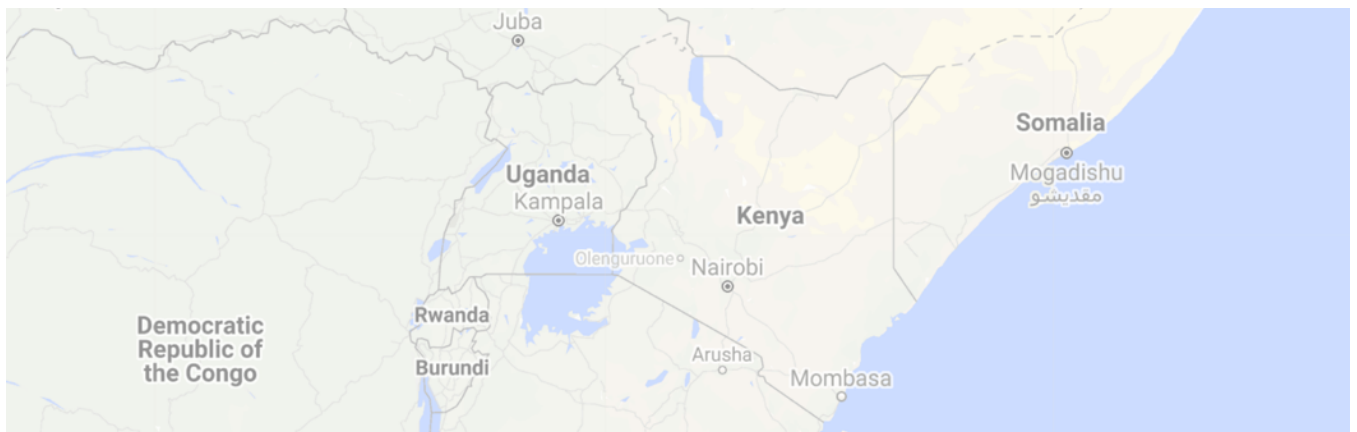 Juba
Somalia
Mogadishu
مقديشو
Uganda
Kampala
Kenya
Olenguruone
Nairobi
Rwanda
Democratic
Republic of
the Congo
Burundi
Arusha
Mombasa